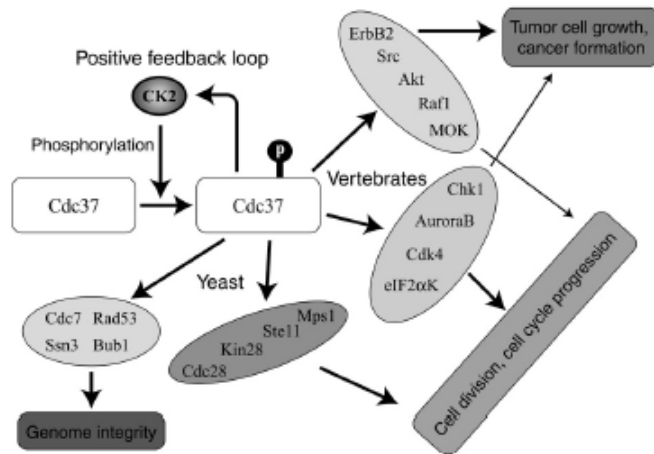 Tumor cell growth,
cancer formation
ErbB2
Src
Akt
Raf1
MOK
Positive feedback loop
CK2
Phosphorylation
P
Vertebrates
Cdc37
Cdc37
Chk1
AuroraB
Cdk4
eIF2αK
Yeast
Cdc7 Rad53
Ssn3 Bub1
Mps1
Ste11
Kin28
Cdc28
Cell division, cell cycle progression
Genome integrity